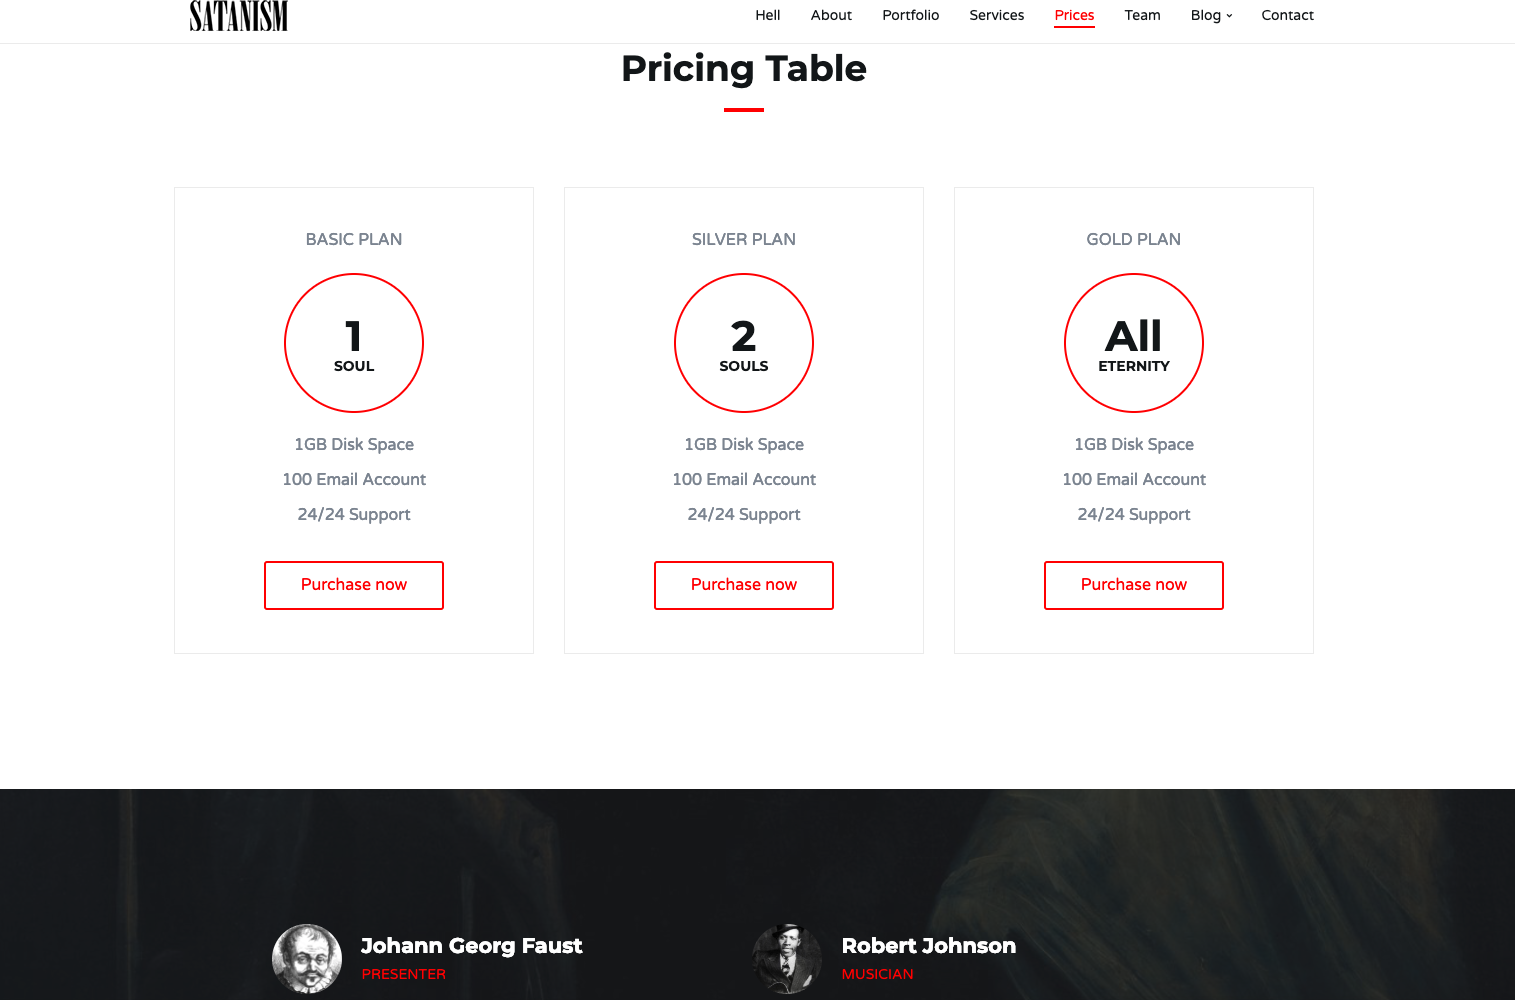 SATANISM
Hell About Portfolio Services Prices Team Blog Contact
Pricing Table
BASIC PLAN
1
SOUL
1GB Disk Space
100 Email Account
24/24 Support
Purchase now
SILVER PLAN
2
SOULS
1GB Disk Space
100 Email Account
24/24 Support
Purchase now
GOLD PLAN
All
ETERNITY
1GB Disk Space
100 Email Account
24/24 Support
Purchase now
Johann Georg Faust
PRESENTER
Robert Johnson
MUSICIAN